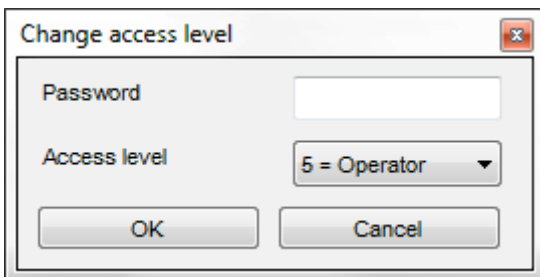 Change access level
Password
Access level 5 = Operator
OK Cancel